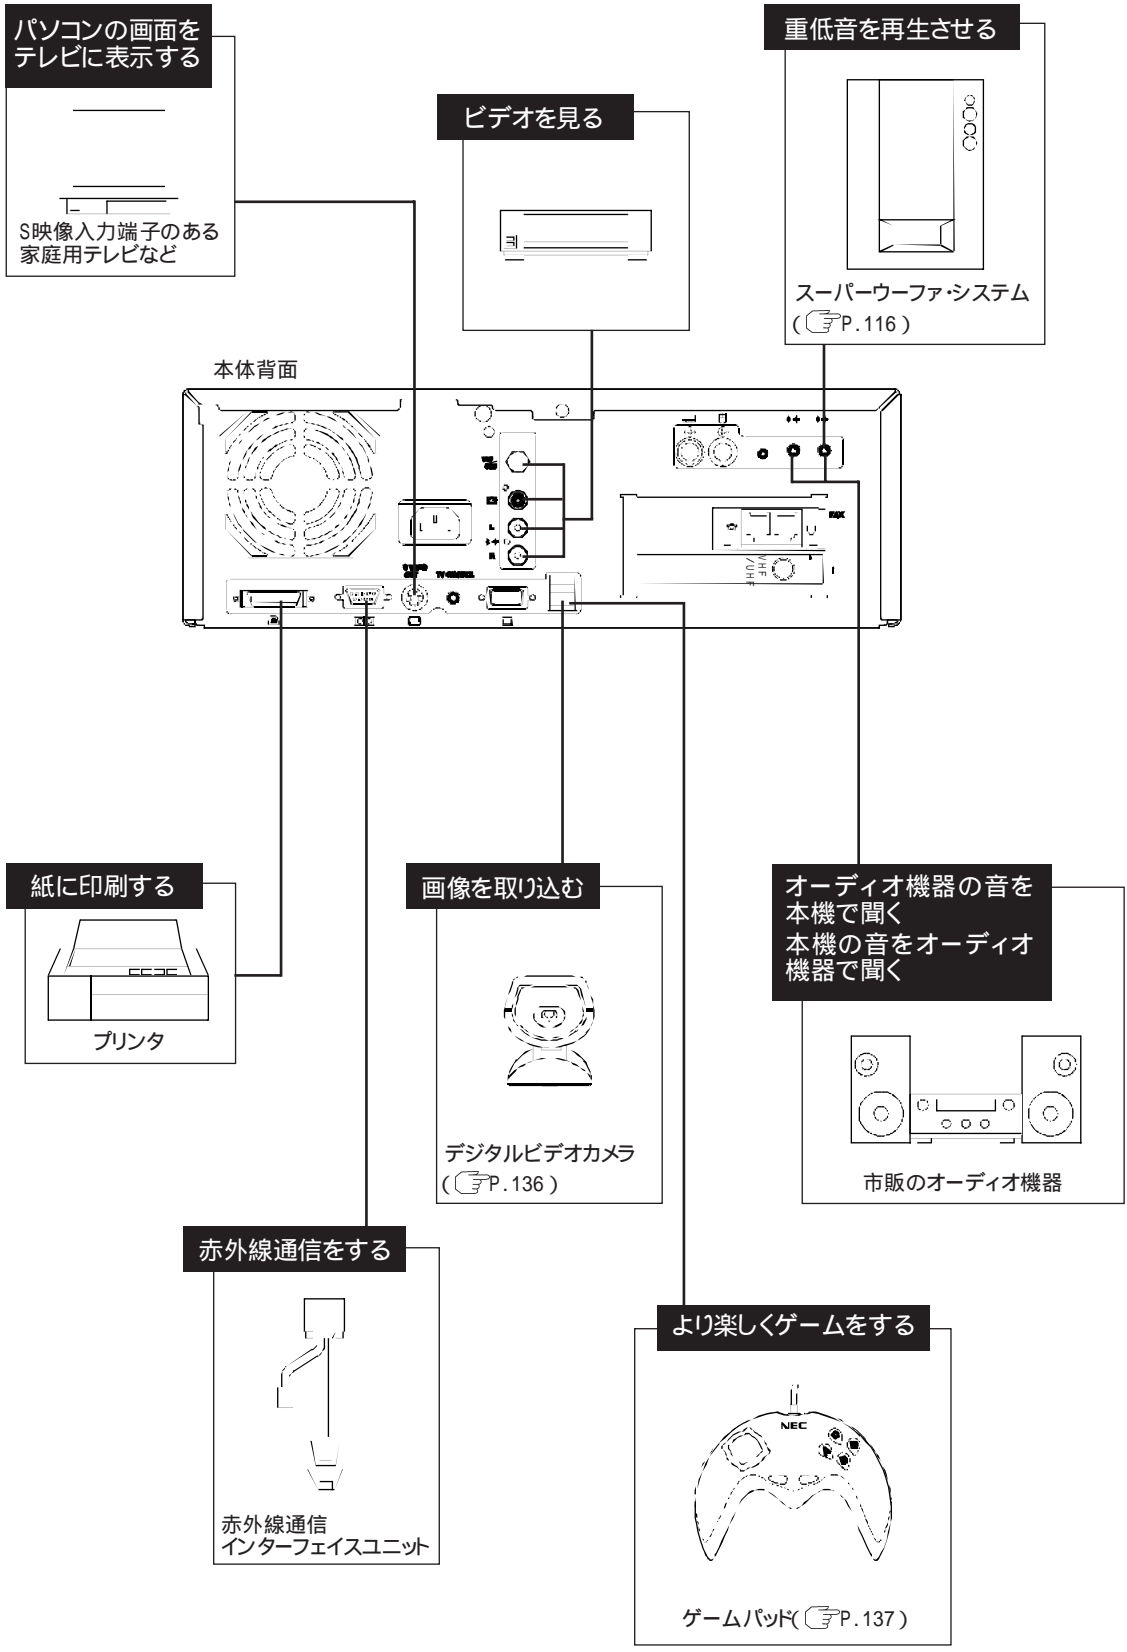 パソコンの画面を
テレビに表示する
S映像入力端子のある
家庭用テレビなど
ビデオを見る
重低音を再生させる
スーパーウーファ・システム
(P.116)
本体背面
L
R
FAX
VHF
/UHF
紙に印刷する
プリンタ
画像を取り込む
デジタルビデオカメラ
(P.136)
オーディオ機器の音を
本機で聞く
本機の音をオーディオ
機器で聞く
市販のオーディオ機器
赤外線通信をする
赤外線通信
インターフェイスユニット
より楽しくゲームをする
NEC
ゲームパッド(P.137)